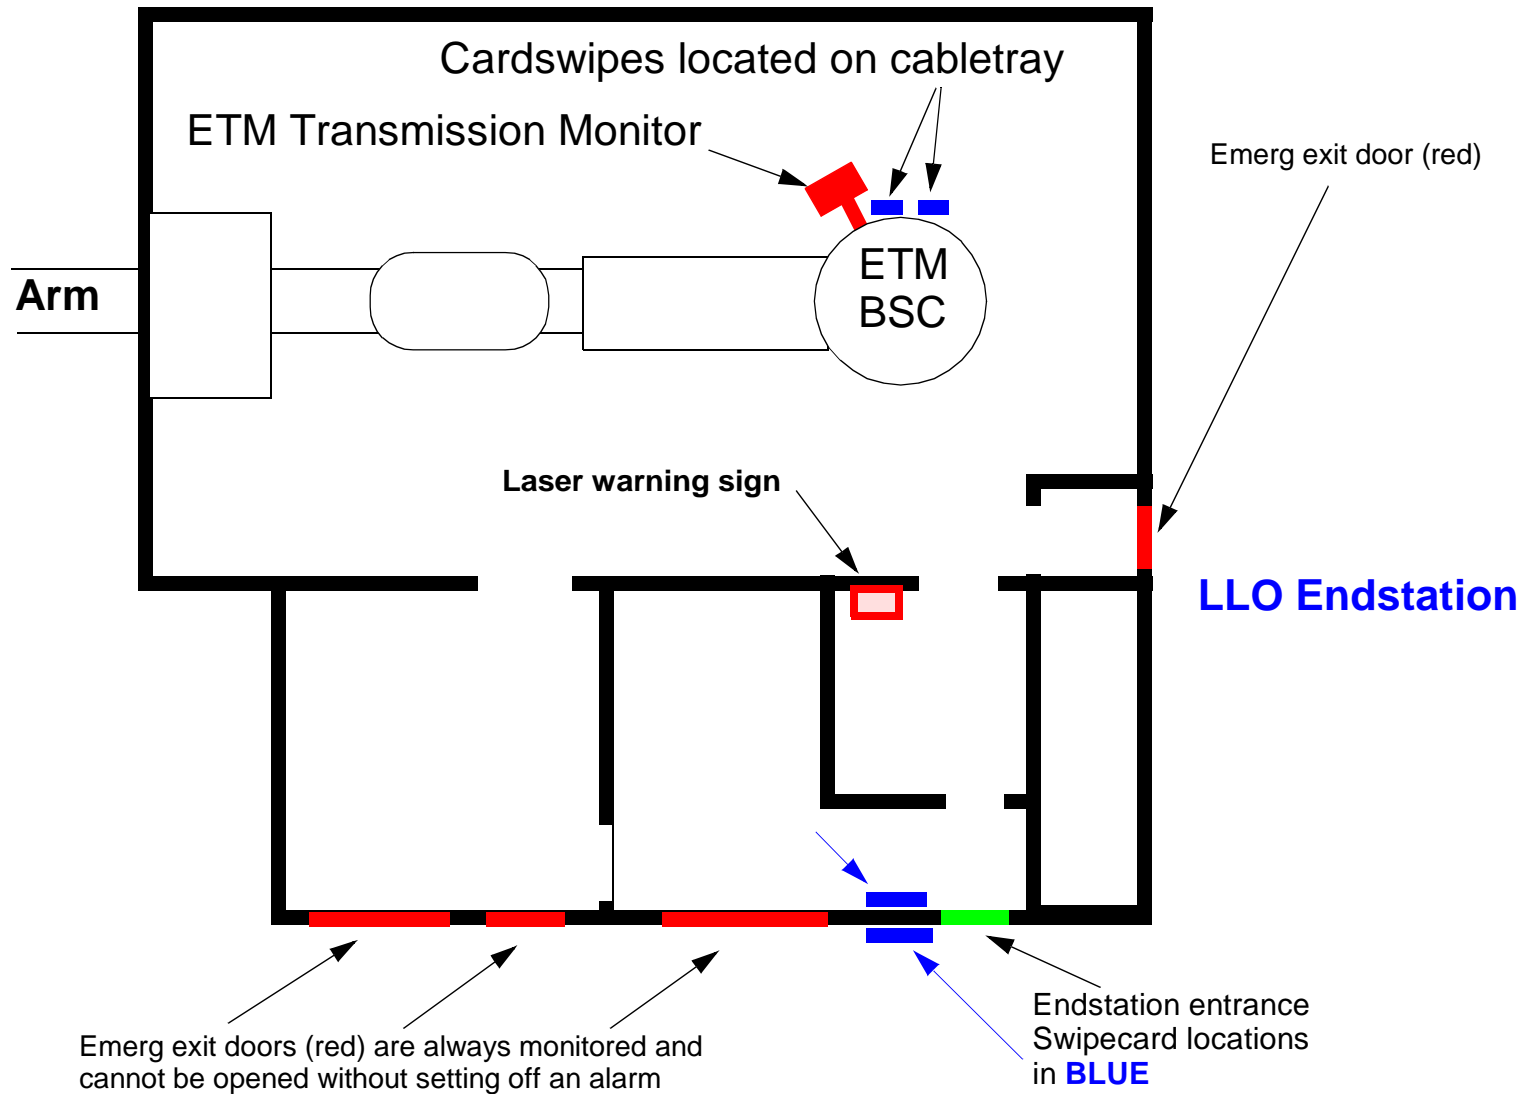 Cardswipes located on cabletray
ETM Transmission Monitor
Emerg exit door (red)
ETM
BSC
Arm
Laser warning sign
LLO Endstation
Endstation entrance
Swipecard locations
in BLUE
Emerg exit doors (red) are always monitored and
cannot be opened without setting off an alarm